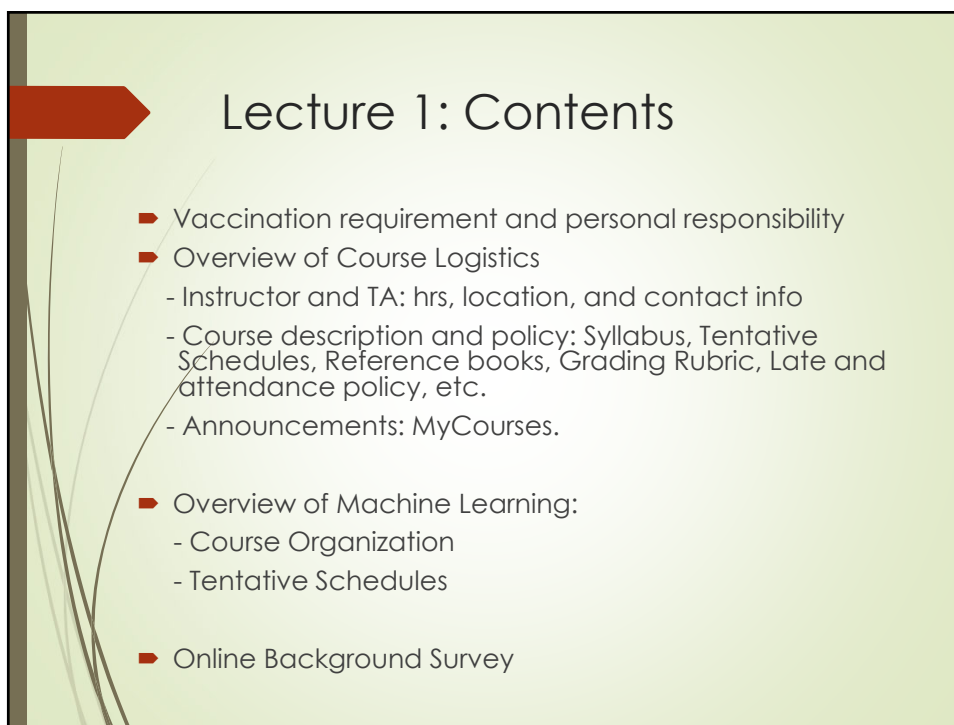 Lecture 1: Contents
Vaccination requirement and personal responsibility
Overview of Course Logistics
- Instructor and TA: hrs, location, and contact info
- Course description and policy: Syllabus, Tentative
Schedules, Reference books, Grading Rubric, Late and
attendance policy, etc.
- Announcements: MyCourses.
Overview of Machine Learning:
- Course Organization
- Tentative Schedules
Online Background Survey